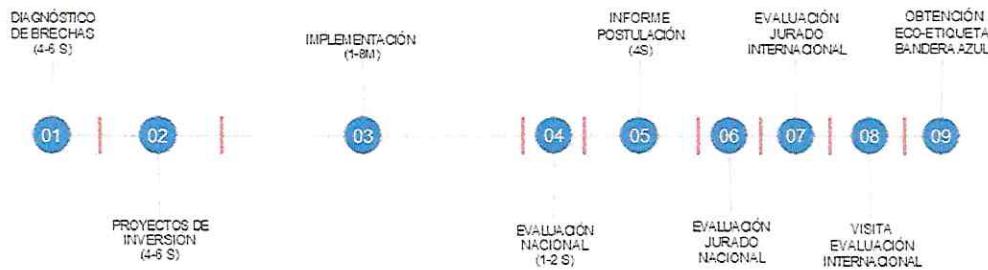 DIAGNÓSTICO
DE BRECHAS
(4-6 S)
01
02
PROYECTOS DE
INVERSION
(4-6 S)
IMPLEMENTACIÓN
(1-8M)
03
04
EVALUACIÓN
NACIONAL
(1-2 S)
INFORME
POSTULACIÓN
(4S)
05
06
EVALUACIÓN
JURADO
NACIONAL
EVALUACIÓN
JURADO
INTERNACIONAL
07
08
VISITA
EVALUACIÓN
INTERNACIONAL
OBTENCIÓN
ECO-ETIQUETA
BANDERA AZUL
09